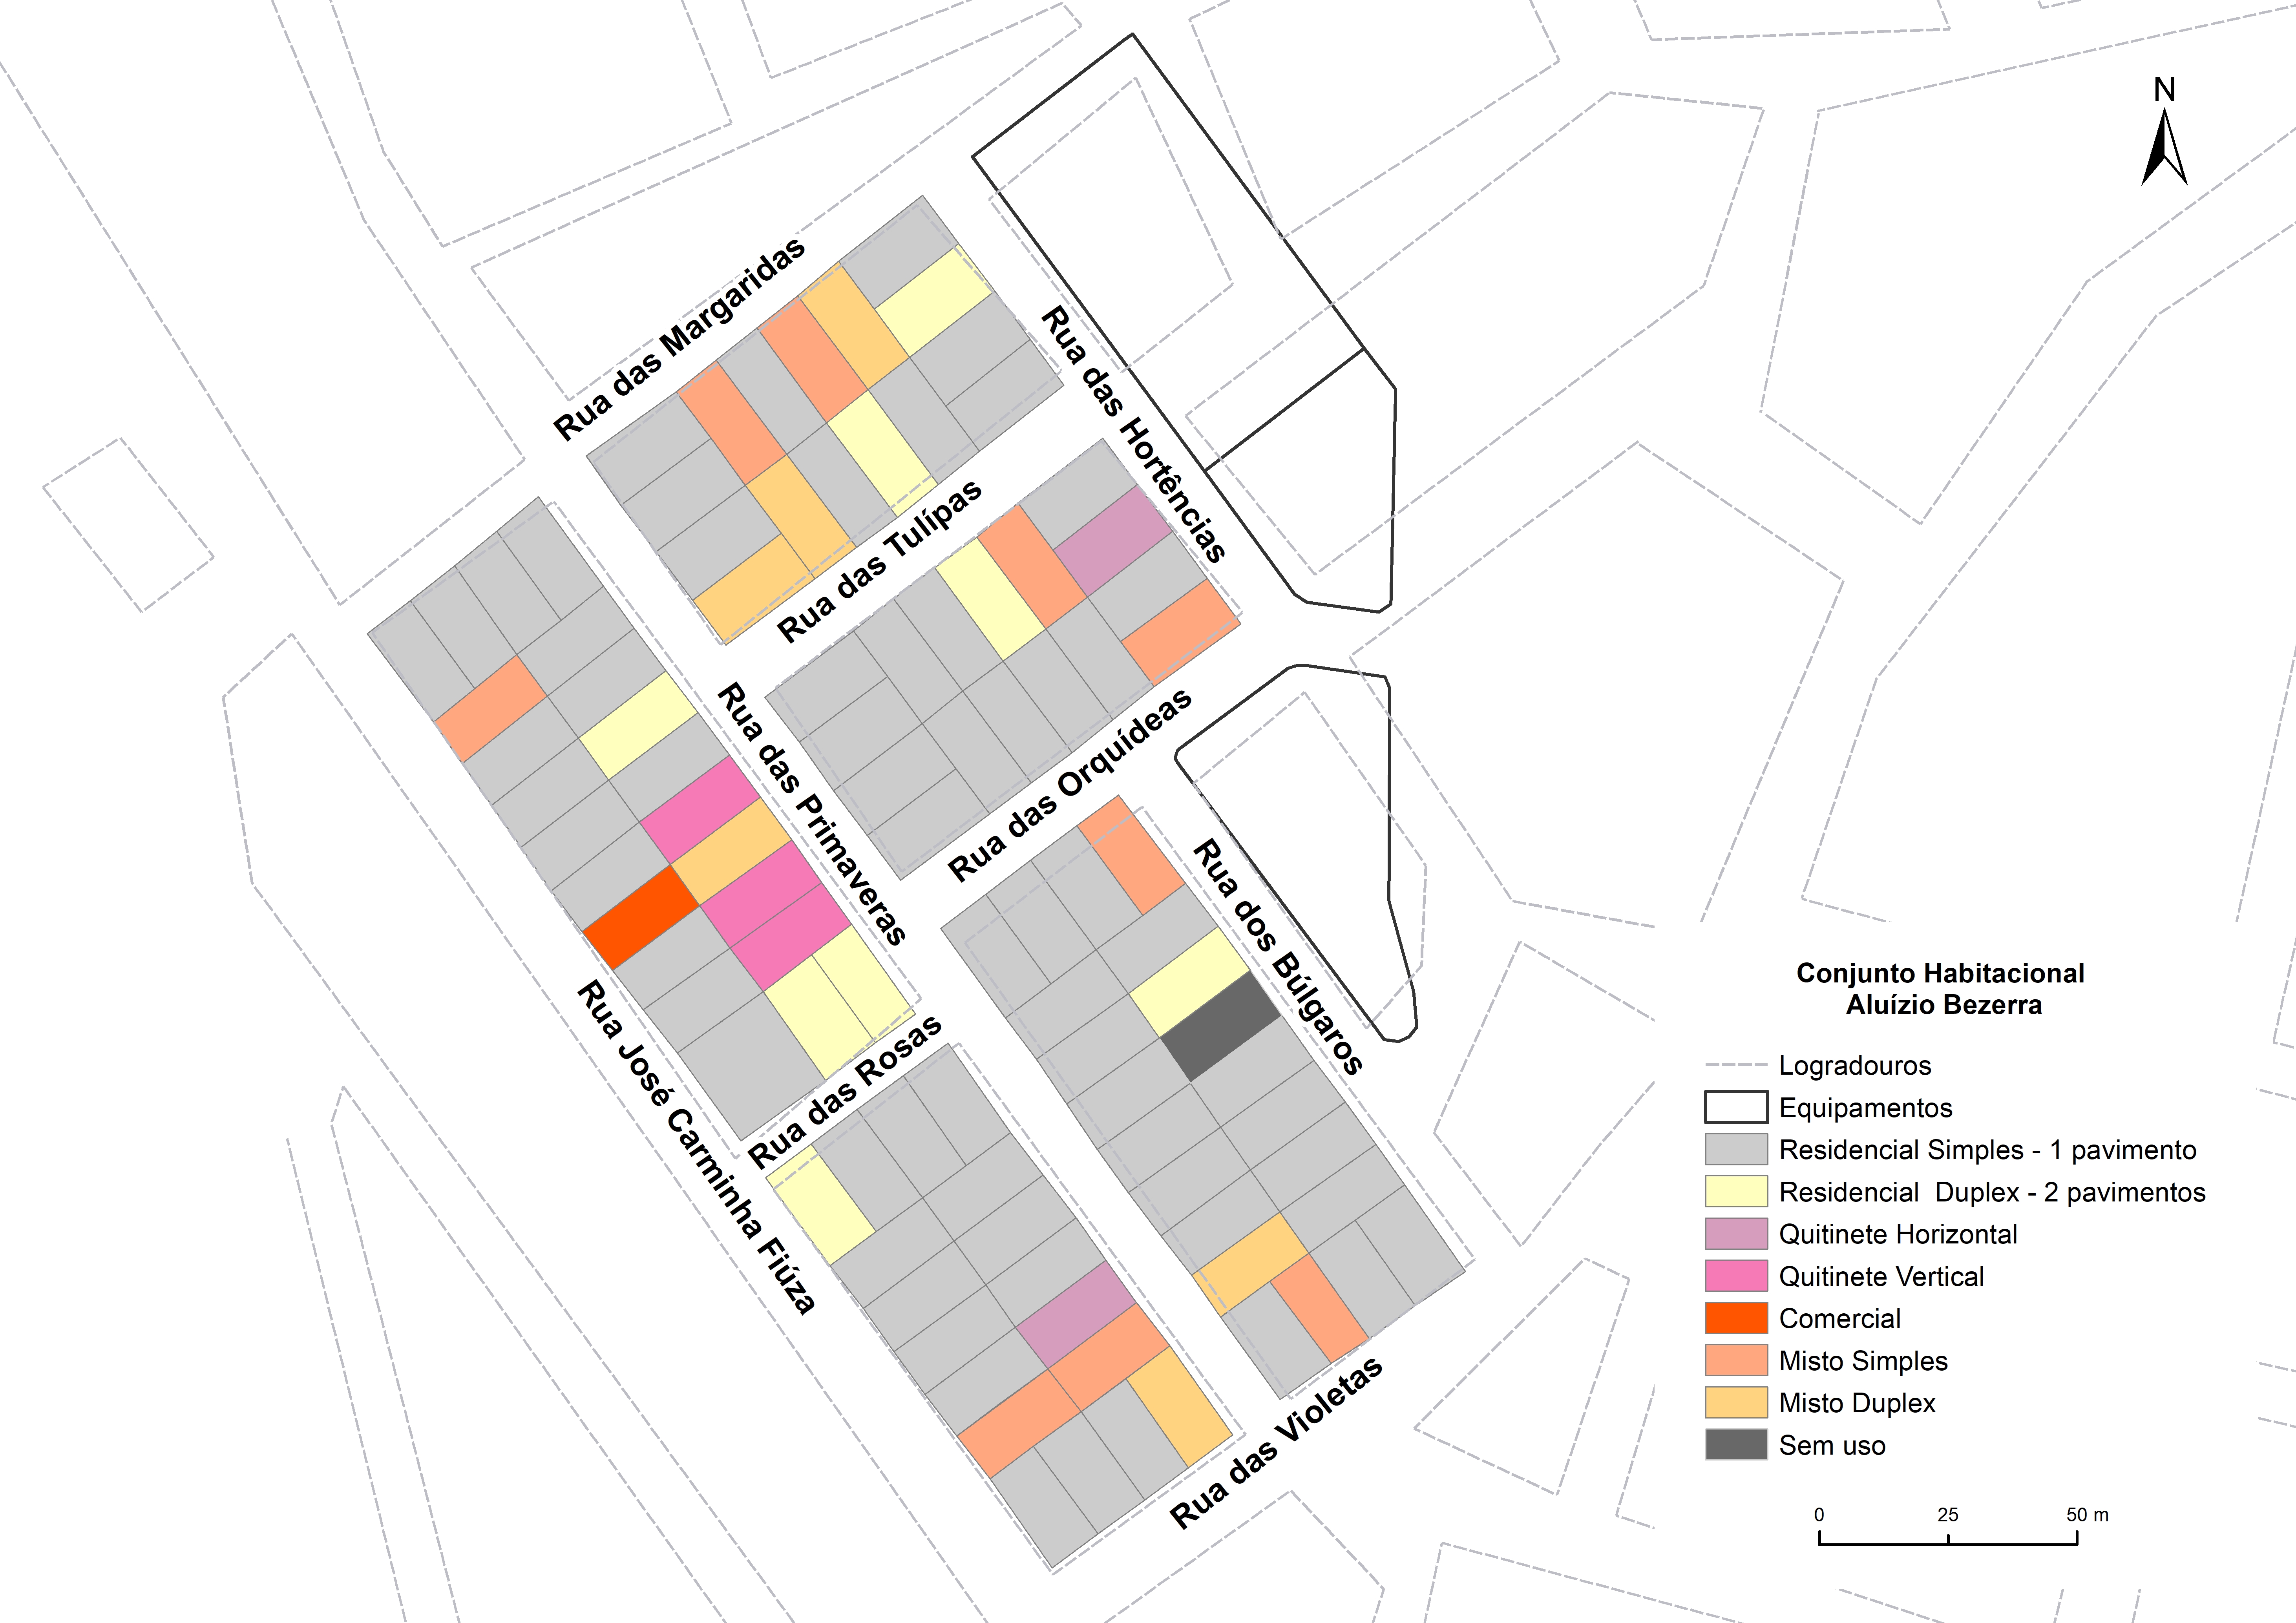 N
Rua das Margaridas
Rua das Hortências
Rua das Tulípas
Rua das Primaveras
Rua das Orquídeas
Rua dos Búlgaros
Rua das Rosas
Rua José Carminha Fiúza
Rua das Violetas
Conjunto Habitacional
Aluízio Bezerra
Logradouros
Equipamentos
Residencial Simples - 1 pavimento
Residencial Duplex - 2 pavimentos
Quitinete Horizontal
Quitinete Vertical
Comercial
Misto Simples
Misto Duplex
Sem uso
0 25 50 m